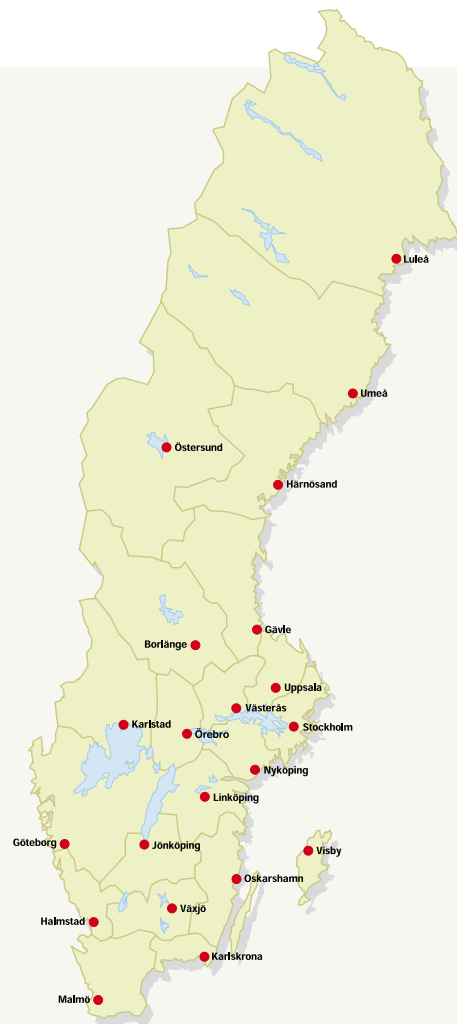 Luleå
Umeå
Östersund
Härnösand
Gävle
Borlänge
Uppsala
Västerås
Karlstad
Stockholm
Örebro
Nyköping
Linköping
Göteborg
Jönköping
Visby
Oskarshamn
Växjö
Halmstad
Karlskrona
Malmö